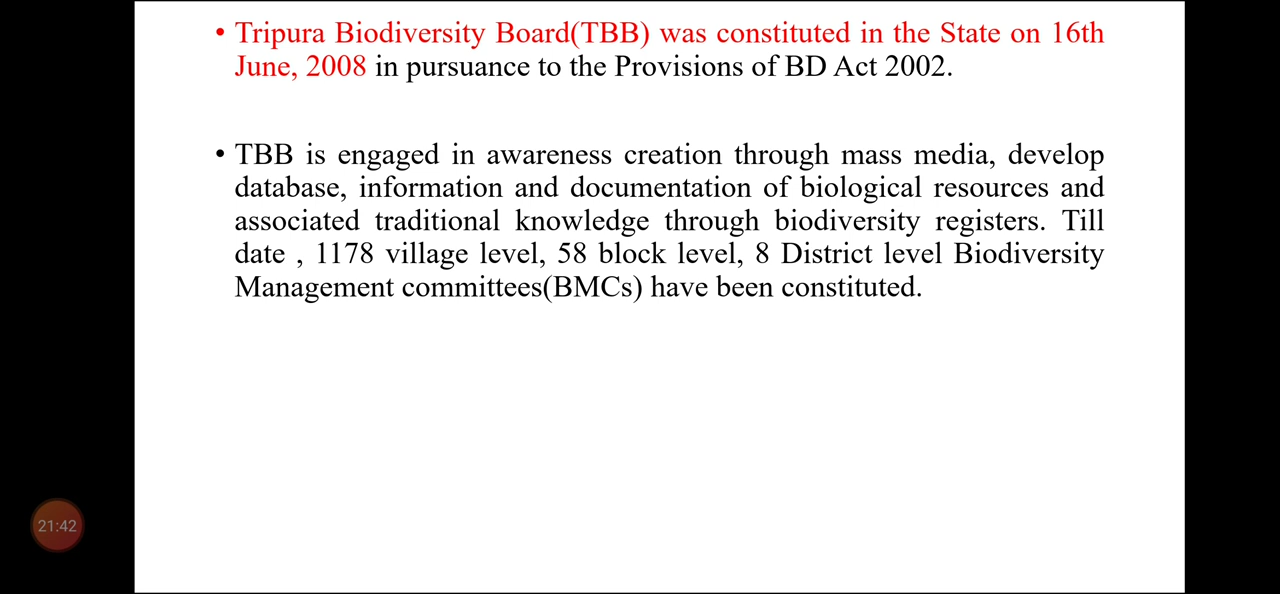 • Tripura Biodiversity Board(TBB) was constituted in the State on 16th
June, 2008 in pursuance to the Provisions of BD Act 2002.
• TBB is engaged in awareness creation through mass media, develop
database, information and documentation of biological resources and
associated traditional knowledge through biodiversity registers. Till
date , 1178 village level, 58 block level, 8 District level Biodiversity
Management committees(BMCs) have been constituted.
21:42